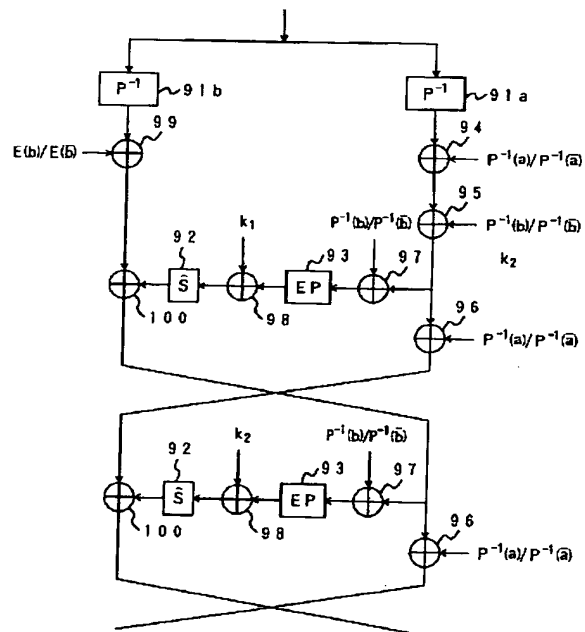 P⁻¹ 91b P⁻¹ 91a
99 94
E(b)/E(b̄) P⁻¹(a)/P⁻¹(ā)
95
P⁻¹(b)/P⁻¹(b̄)
92 k₁ 93 P⁻¹(b)/P⁻¹(b̄) 97 k₂
S̃ EP
100 98 96
P⁻¹(a)/P⁻¹(ā)
92 k₂ 93 P⁻¹(b)/P⁻¹(b̄) 97
S̃ EP
100 98 96
P⁻¹(a)/P⁻¹(ā)